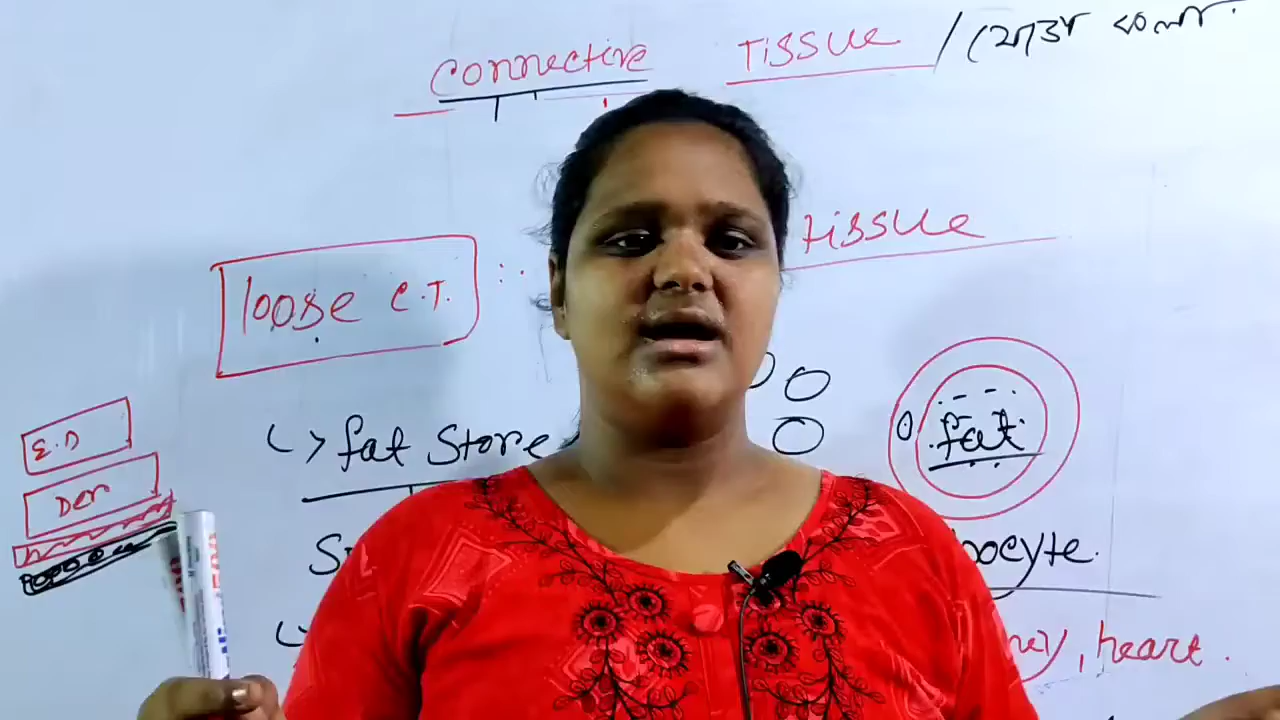 connective Tissue / যোজক কলা
tissue
loose C.T.
fat
fat Store
E.D
Der
ocyte.
heart.